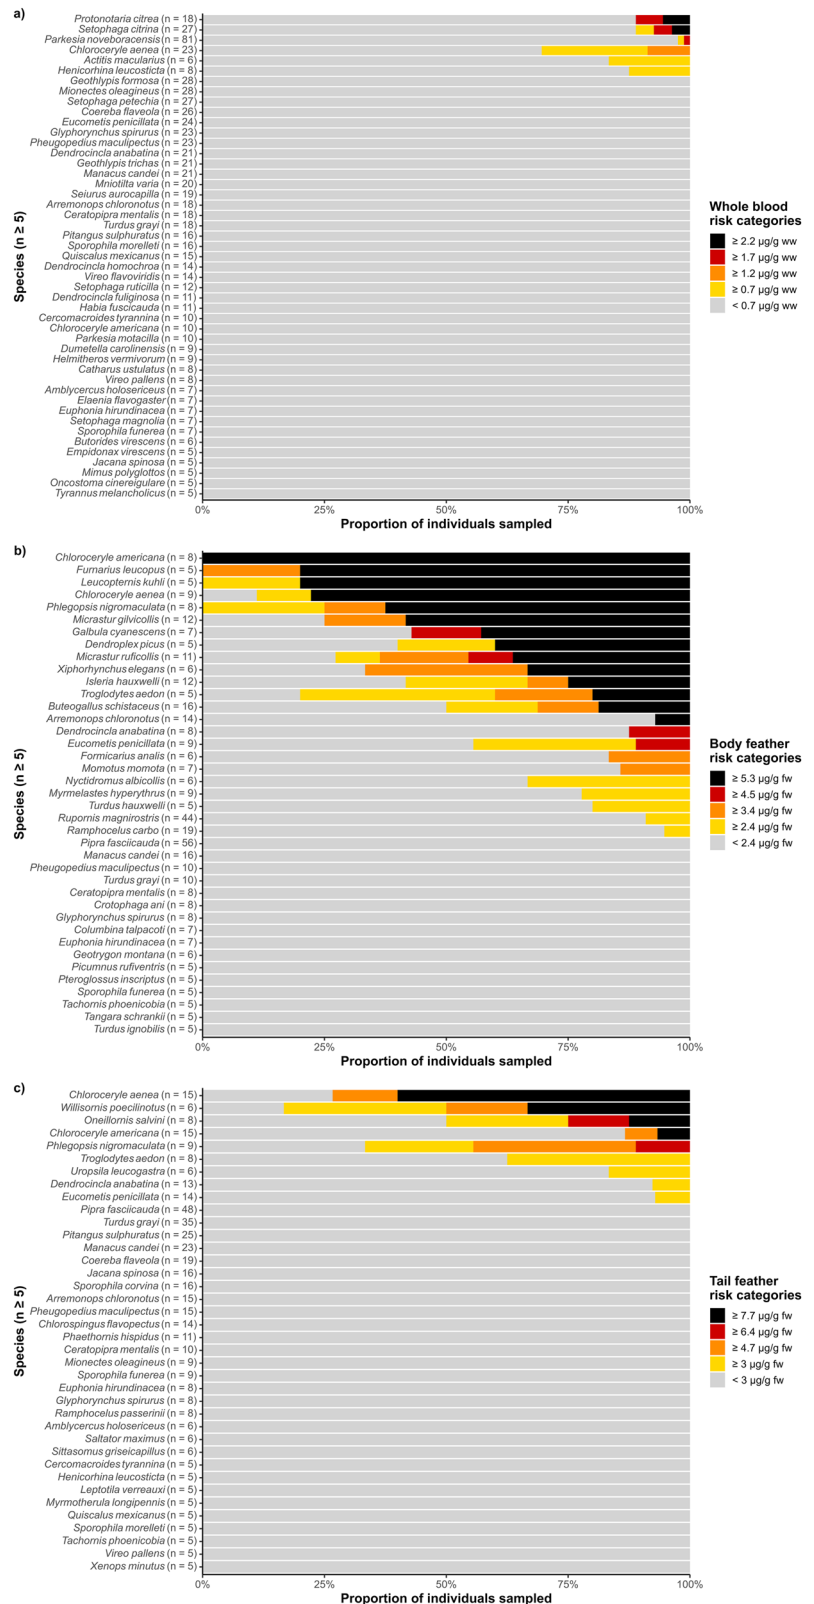 a)
Species (n ≥ 5)
Protonotaria citrea (n = 18)
Setophaga citrina (n = 27)
Parkesia noveboracensis (n = 81)
Chloroceryle aenea (n = 23)
Actitis macularius (n = 6)
Henicorhina leucosticta (n = 8)
Geothlypis formosa (n = 28)
Mionectes oleagineus (n = 28)
Setophaga petechia (n = 27)
Coereba flaveola (n = 26)
Eucometis penicillata (n = 24)
Glyphorynchus spirurus (n = 23)
Pheugopedius maculipectus (n = 23)
Dendrocincla anabatina (n = 21)
Geothlypis trichas (n = 21)
Manacus candei (n = 21)
Mniotilta varia (n = 20)
Seiurus aurocapilla (n = 19)
Arremonops chloronotus (n = 18)
Ceratopipra mentalis (n = 18)
Turdus grayi (n = 18)
Pitangus sulphuratus (n = 16)
Sporophila morelleti (n = 16)
Quiscalus mexicanus (n = 15)
Dendrocincla homochroa (n = 14)
Vireo flavoviridis (n = 14)
Setophaga ruticilla (n = 12)
Dendrocincla fuliginosa (n = 11)
Habia fuscicauda (n = 11)
Cercomacroides tyrannina (n = 10)
Chloroceryle americana (n = 10)
Parkesia motacilla (n = 10)
Dumetella carolinensis (n = 9)
Helmitheros vermivorum (n = 9)
Catharus ustulatus (n = 8)
Vireo pallens (n = 8)
Amblycercus holosericeus (n = 7)
Elaenia flavogaster (n = 7)
Euphonia hirundinacea (n = 7)
Setophaga magnolia (n = 7)
Sporophila funerea (n = 7)
Butorides virescens (n = 6)
Empidonax virescens (n = 5)
Jacana spinosa (n = 5)
Mimus polyglottos (n = 5)
Oncostoma cinereigulare (n = 5)
Tyrannus melancholicus (n = 5)
0% 25% 50% 75% 100%
Proportion of individuals sampled
Whole blood
risk categories
≥ 2.2 µg/g ww
≥ 1.7 µg/g ww
≥ 1.2 µg/g ww
≥ 0.7 µg/g ww
< 0.7 µg/g ww
b)
Species (n ≥ 5)
Chloroceryle americana (n = 8)
Furnarius leucopus (n = 5)
Leucopternis kuhli (n = 5)
Chloroceryle aenea (n = 9)
Phlegopsis nigromaculata (n = 8)
Micrastur gilvicollis (n = 12)
Galbula cyanescens (n = 7)
Dendroplex picus (n = 5)
Micrastur ruficollis (n = 11)
Xiphorhynchus elegans (n = 6)
Isleria hauxwelli (n = 12)
Troglodytes aedon (n = 5)
Buteogallus schistaceus (n = 16)
Arremonops chloronotus (n = 14)
Dendrocincla anabatina (n = 8)
Eucometis penicillata (n = 9)
Formicarius analis (n = 6)
Momotus momota (n = 7)
Nyctidromus albicollis (n = 6)
Myrmelastes hyperythrus (n = 9)
Turdus hauxwelli (n = 5)
Rupornis magnirostris (n = 44)
Ramphocelus carbo (n = 19)
Pipra fasciicauda (n = 56)
Manacus candei (n = 16)
Pheugopedius maculipectus (n = 10)
Turdus grayi (n = 10)
Ceratopipra mentalis (n = 8)
Crotophaga ani (n = 8)
Glyphorynchus spirurus (n = 8)
Columbina talpacoti (n = 7)
Euphonia hirundinacea (n = 7)
Geotrygon montana (n = 6)
Picumnus rufiventris (n = 5)
Pteroglossus inscriptus (n = 5)
Sporophila funerea (n = 5)
Tachornis phoenicobia (n = 5)
Tangara schrankii (n = 5)
Turdus ignobilis (n = 5)
0% 25% 50% 75% 100%
Proportion of individuals sampled
Body feather
risk categories
≥ 5.3 µg/g fw
≥ 4.5 µg/g fw
≥ 3.4 µg/g fw
≥ 2.4 µg/g fw
< 2.4 µg/g fw
c)
Species (n ≥ 5)
Chloroceryle aenea (n = 15)
Willisornis poecilinotus (n = 6)
Oneillornis salvini (n = 8)
Chloroceryle americana (n = 15)
Phlegopsis nigromaculata (n = 9)
Troglodytes aedon (n = 8)
Uropsila leucogastra (n = 6)
Dendrocincla anabatina (n = 13)
Eucometis penicillata (n = 14)
Pipra fasciicauda (n = 48)
Turdus grayi (n = 35)
Pitangus sulphuratus (n = 25)
Manacus candei (n = 23)
Coereba flaveola (n = 19)
Jacana spinosa (n = 16)
Sporophila corvina (n = 16)
Arremonops chloronotus (n = 15)
Pheugopedius maculipectus (n = 15)
Chlorospingus flavopectus (n = 14)
Phaethornis hispidus (n = 11)
Ceratopipra mentalis (n = 10)
Mionectes oleagineus (n = 9)
Sporophila funerea (n = 9)
Euphonia hirundinacea (n = 8)
Glyphorynchus spirurus (n = 8)
Ramphocelus passerinii (n = 8)
Amblycercus holosericeus (n = 6)
Saltator maximus (n = 6)
Sittasomus griseicapillus (n = 6)
Cercomacroides tyrannina (n = 5)
Henicorhina leucosticta (n = 5)
Leptotila verreauxi (n = 5)
Myrmotherula longipennis (n = 5)
Quiscalus mexicanus (n = 5)
Sporophila morelleti (n = 5)
Tachornis phoenicobia (n = 5)
Vireo pallens (n = 5)
Xenops minutus (n = 5)
0% 25% 50% 75% 100%
Proportion of individuals sampled
Tail feather
risk categories
≥ 7.7 µg/g fw
≥ 6.4 µg/g fw
≥ 4.7 µg/g fw
≥ 3 µg/g fw
< 3 µg/g fw